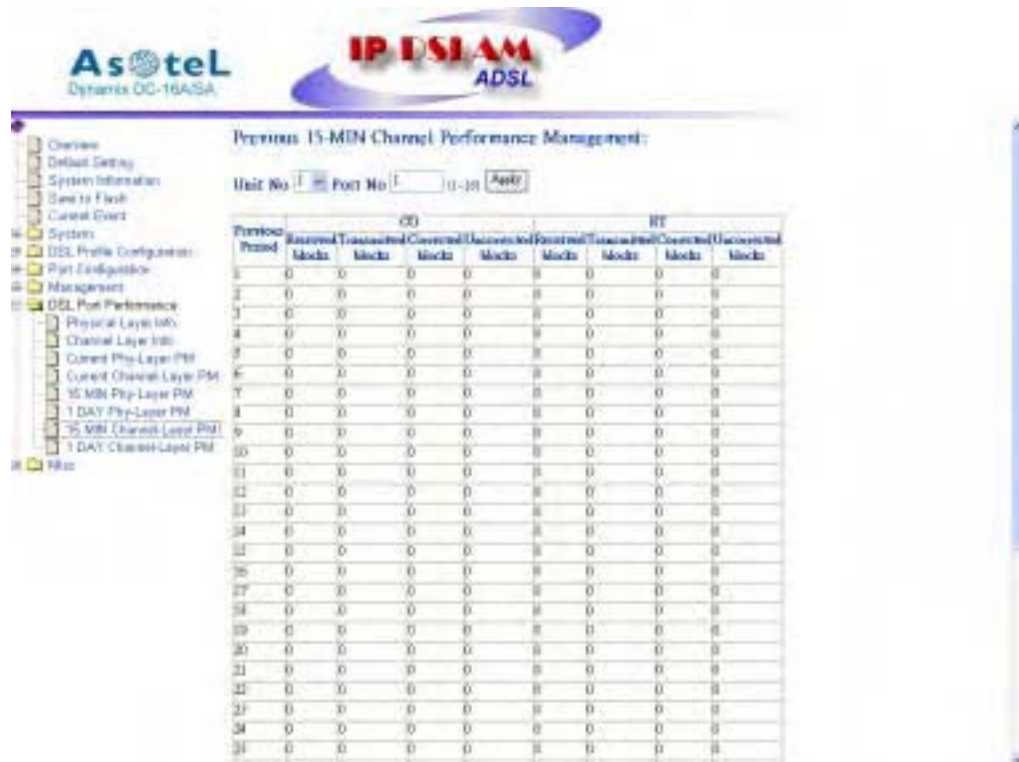 AsoteL
Dynamix DC-16A/SA
IP DSLAM
ADSL
Overview
Default Setting
System Information
Save to Flash
Current Event
System
DSL Profile Configuration
Port Configuration
Management
DSL Port Performance
Physical Layer Info
Channel Layer Info
Current Phy-Layer PM
Current Channel-Layer PM
15 MIN Phy-Layer PM
1 DAY Phy-Layer PM
15 MIN Channel-Layer PM
1 DAY Channel-Layer PM
Misc
Previous 15-MIN Channel Performance Management:
Unit No 1 Port No 1 Apply
CO RT
Previous Period Received blocks Transmitted blocks Corrected blocks Uncorrected blocks Received blocks Transmitted blocks Corrected blocks Uncorrected blocks
1 0 0 0 0 0 0 0 0
2 0 0 0 0 0 0 0 0
3 0 0 0 0 0 0 0 0
4 0 0 0 0 0 0 0 0
5 0 0 0 0 0 0 0 0
6 0 0 0 0 0 0 0 0
7 0 0 0 0 0 0 0 0
8 0 0 0 0 0 0 0 0
9 0 0 0 0 0 0 0 0
10 0 0 0 0 0 0 0 0
11 0 0 0 0 0 0 0 0
12 0 0 0 0 0 0 0 0
13 0 0 0 0 0 0 0 0
14 0 0 0 0 0 0 0 0
15 0 0 0 0 0 0 0 0
16 0 0 0 0 0 0 0 0
17 0 0 0 0 0 0 0 0
18 0 0 0 0 0 0 0 0
19 0 0 0 0 0 0 0 0
20 0 0 0 0 0 0 0 0
21 0 0 0 0 0 0 0 0
22 0 0 0 0 0 0 0 0
23 0 0 0 0 0 0 0 0
24 0 0 0 0 0 0 0 0
25 0 0 0 0 0 0 0 0